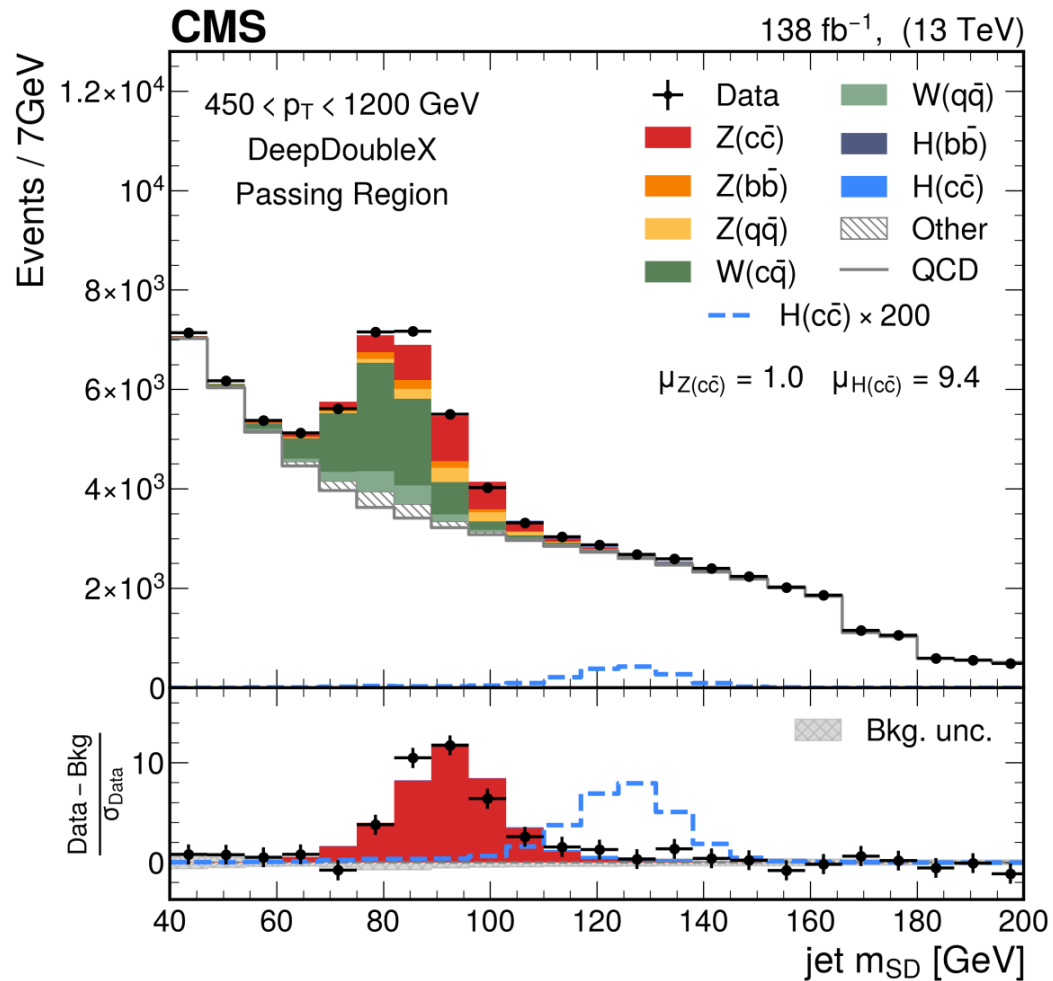 CMS 138 fb⁻¹, (13 TeV)
Events / 7GeV
1.2×10⁴
10⁴
8×10³
6×10³
4×10³
2×10³
0
450 < p_T < 1200 GeV
DeepDoubleX
Passing Region
Data
Z(cc̄)
Z(bb̄)
Z(qq̄)
W(cq̄)
W(qq̄)
H(bb̄)
H(cc̄)
Other
QCD
H(cc̄) × 200
μ_Z(cc̄) = 1.0 μ_H(cc̄) = 9.4
Data − Bkg
σ_Data
10
0
Bkg. unc.
40 60 80 100 120 140 160 180 200
jet m_SD [GeV]